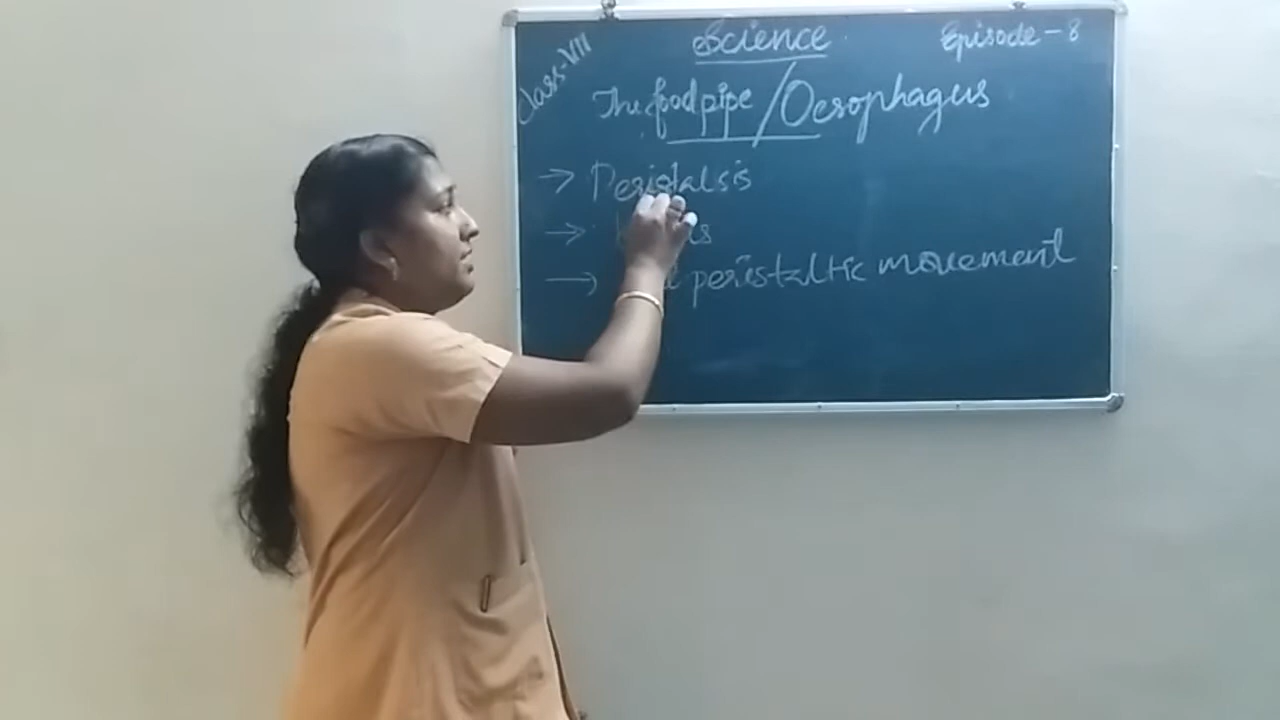 Class-VII
Science
Episode-8
The foodpipe/Oesophagus
→ Peristalsis
→
→ peristaltic movement